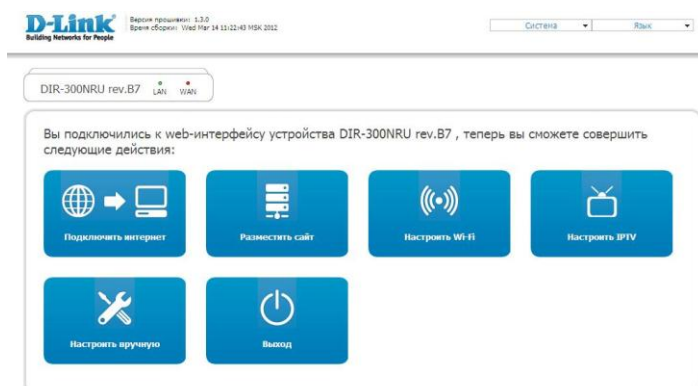 D-Link
Building Networks for People
Версия прошивки: 1.3.0
Время сборки: Wed Mar 14 11:22:43 MSK 2012
Система
Язык
DIR-300NRU rev.B7 LAN WAN
Вы подключились к web-интерфейсу устройства DIR-300NRU rev.B7 , теперь вы сможете совершить
следующие действия:
Подключить интернет
Разместить сайт
Настроить Wi-Fi
Настроить IPTV
Настроить вручную
Выход